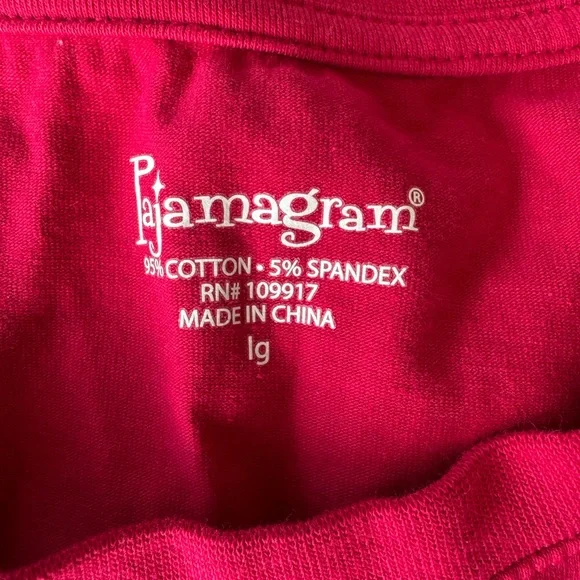 Pajamagram®
95% COTTON • 5% SPANDEX
RN# 109917
MADE IN CHINA
lg